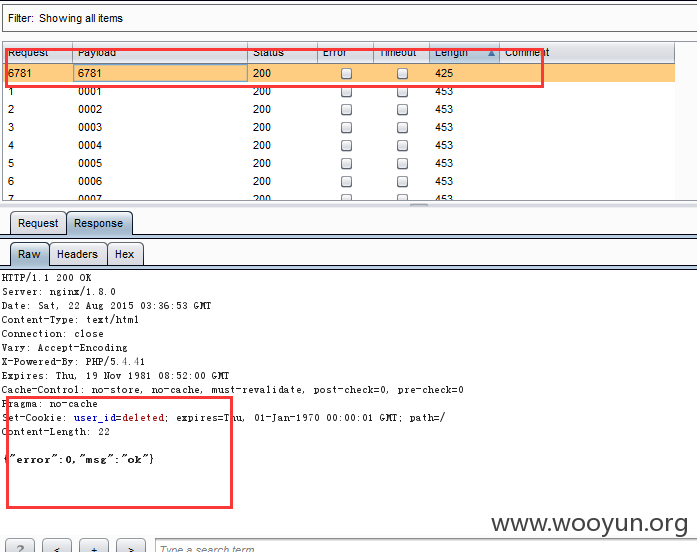 Filter: Showing all items
Request Payload Status Error Timeout Length Comment
6781 6781 200 425
1 0001 200 453
2 0002 200 453
3 0003 200 453
4 0004 200 453
5 0005 200 453
6 0006 200 453
7 0007 200 453
Request Response
Raw Headers Hex
HTTP/1.1 200 OK
Server: nginx/1.8.0
Date: Sat, 22 Aug 2015 03:36:53 GMT
Content-Type: text/html
Connection: close
Vary: Accept-Encoding
X-Powered-By: PHP/5.4.41
Expires: Thu, 19 Nov 1981 08:52:00 GMT
Cache-Control: no-store, no-cache, must-revalidate, post-check=0, pre-check=0
Pragma: no-cache
Set-Cookie: user_id=deleted; expires=Thu, 01-Jan-1970 00:00:01 GMT; path=/
Content-Length: 22
{"error":0,"msg":"ok"}
www.wooyun.org
? < + > Type a search term